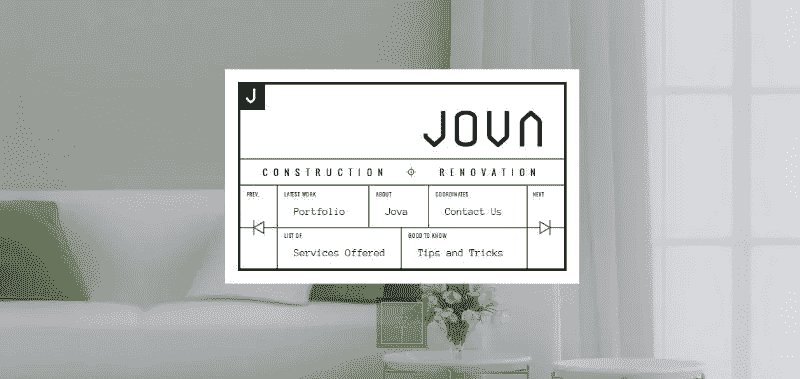 J
JOVA
CONSTRUCTION RENOVATION
PREV.
LATEST WORK
Portfolio
ABOUT
Jova
COORDINATES
Contact Us
NEXT
LIST OF
Services Offered
GOOD TO KNOW
Tips and Tricks